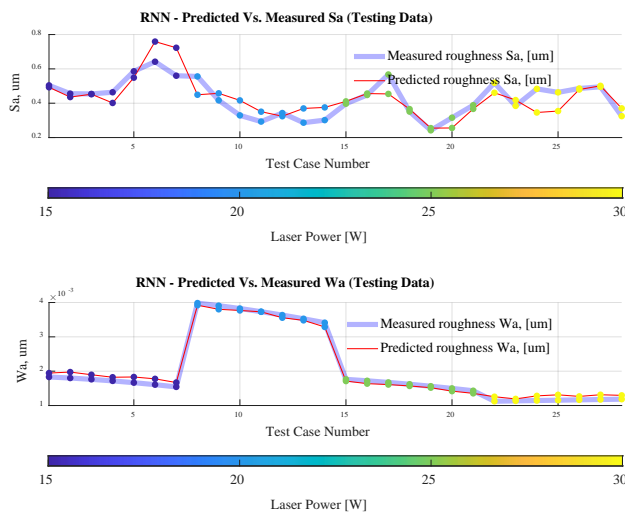 RNN - Predicted Vs. Measured Sa (Testing Data)
0.8
0.6
0.4
0.2
Sa, um
Measured roughness Sa, [um]
Predicted roughness Sa, [um]
5
10
15
20
25
Test Case Number
15
20
25
30
Laser Power [W]
RNN - Predicted Vs. Measured Wa (Testing Data)
× 10⁻³
4
3
2
1
Wa, um
Measured roughness Wa, [um]
Predicted roughness Wa, [um]
5
10
15
20
25
Test Case Number
15
20
25
30
Laser Power [W]